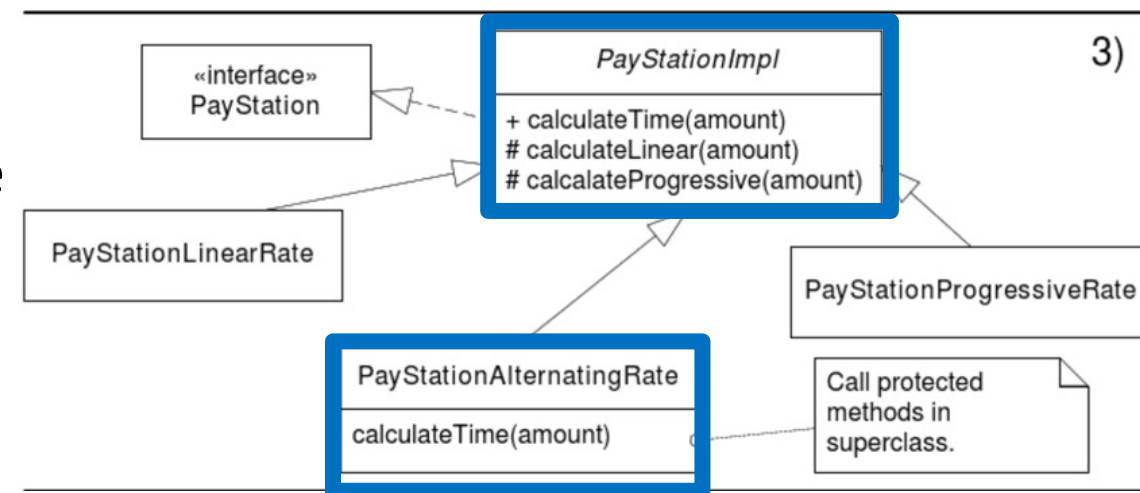 3)
«interface»
PayStation
PayStationImpl
+ calculateTime(amount)
# calculateLinear(amount)
# calcalateProgressive(amount)
e
PayStationLinearRate
PayStationProgressiveRate
PayStationAlternatingRate
calculateTime(amount)
Call protected
methods in
superclass.